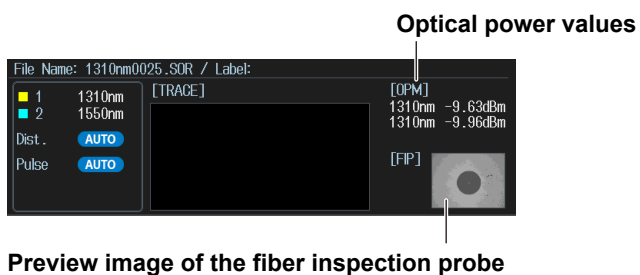 Optical power values
File Name: 1310nm0025.SOR / Label:
1 1310nm
2 1550nm
Dist. AUTO
Pulse AUTO
[TRACE]
[OPM]
1310nm -9.63dBm
1310nm -9.96dBm
[FIP]
Preview image of the fiber inspection probe